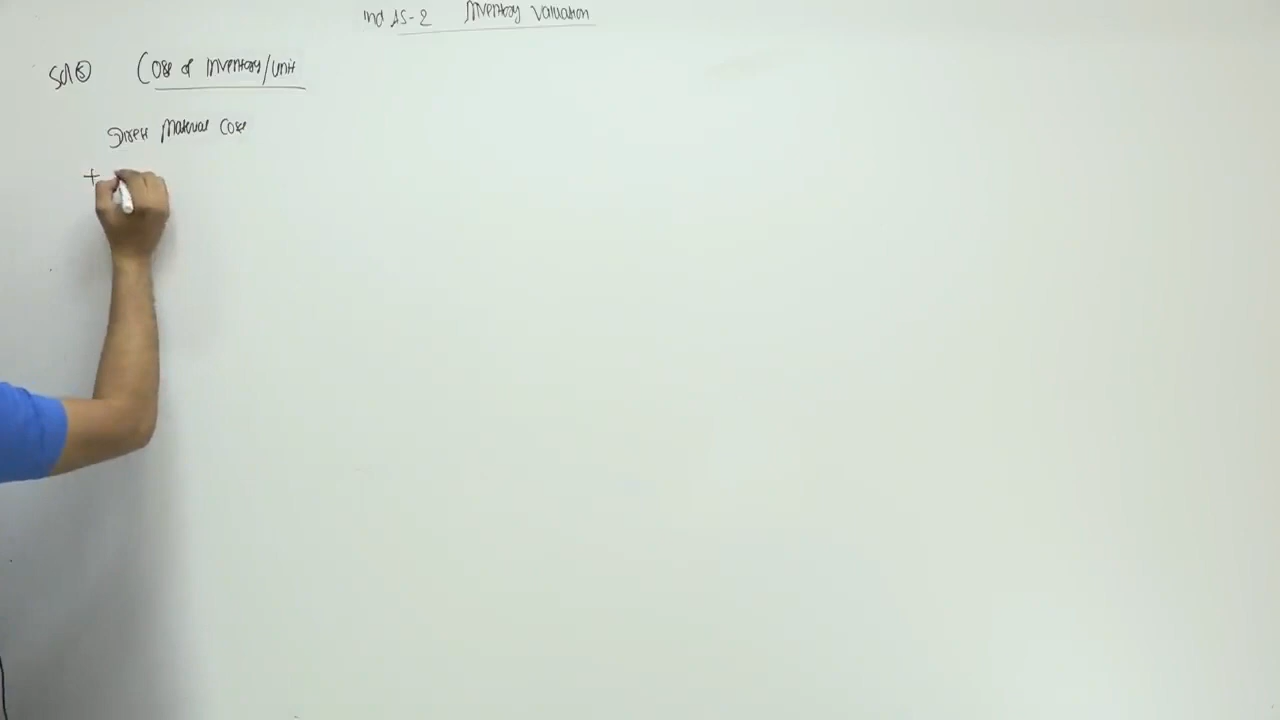 Ind AS-2 Inventory Valuation
Sol Cost of Inventory/Unit
Direct Material Cost
+